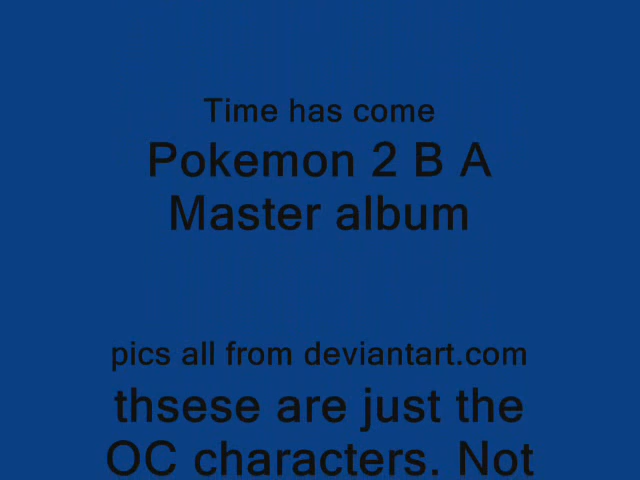 Time has come
Pokemon 2 B A
Master album
pics all from deviantart.com
thsese are just the
OC characters. Not